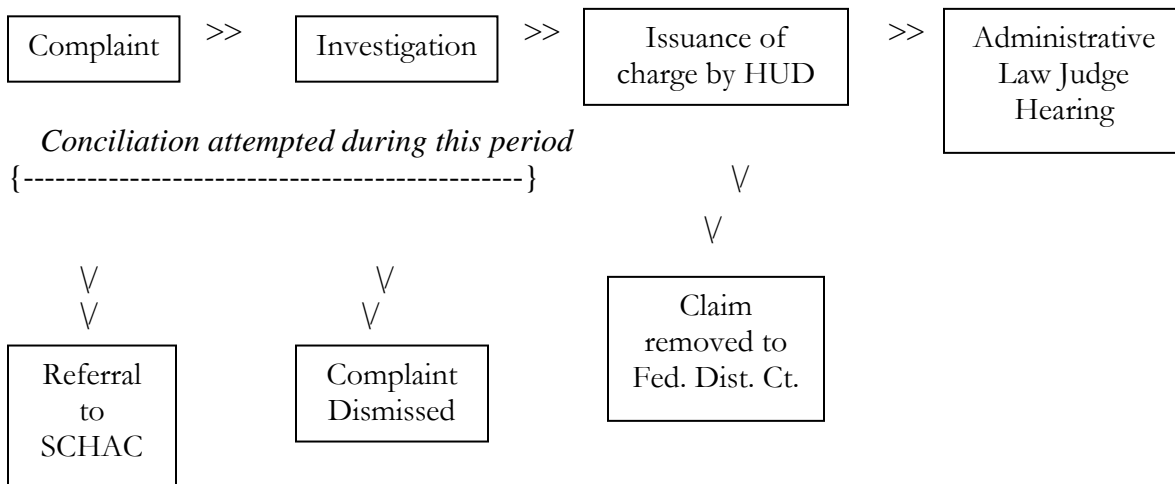 Complaint
>>
Investigation
>>
Issuance of
charge by HUD
>>
Administrative
Law Judge
Hearing
Conciliation attempted during this period
{-----------------------------------------------}
\/
\/
\/
\/
\/
\/
Referral
to
SCHAC
Complaint
Dismissed
Claim
removed to
Fed. Dist. Ct.